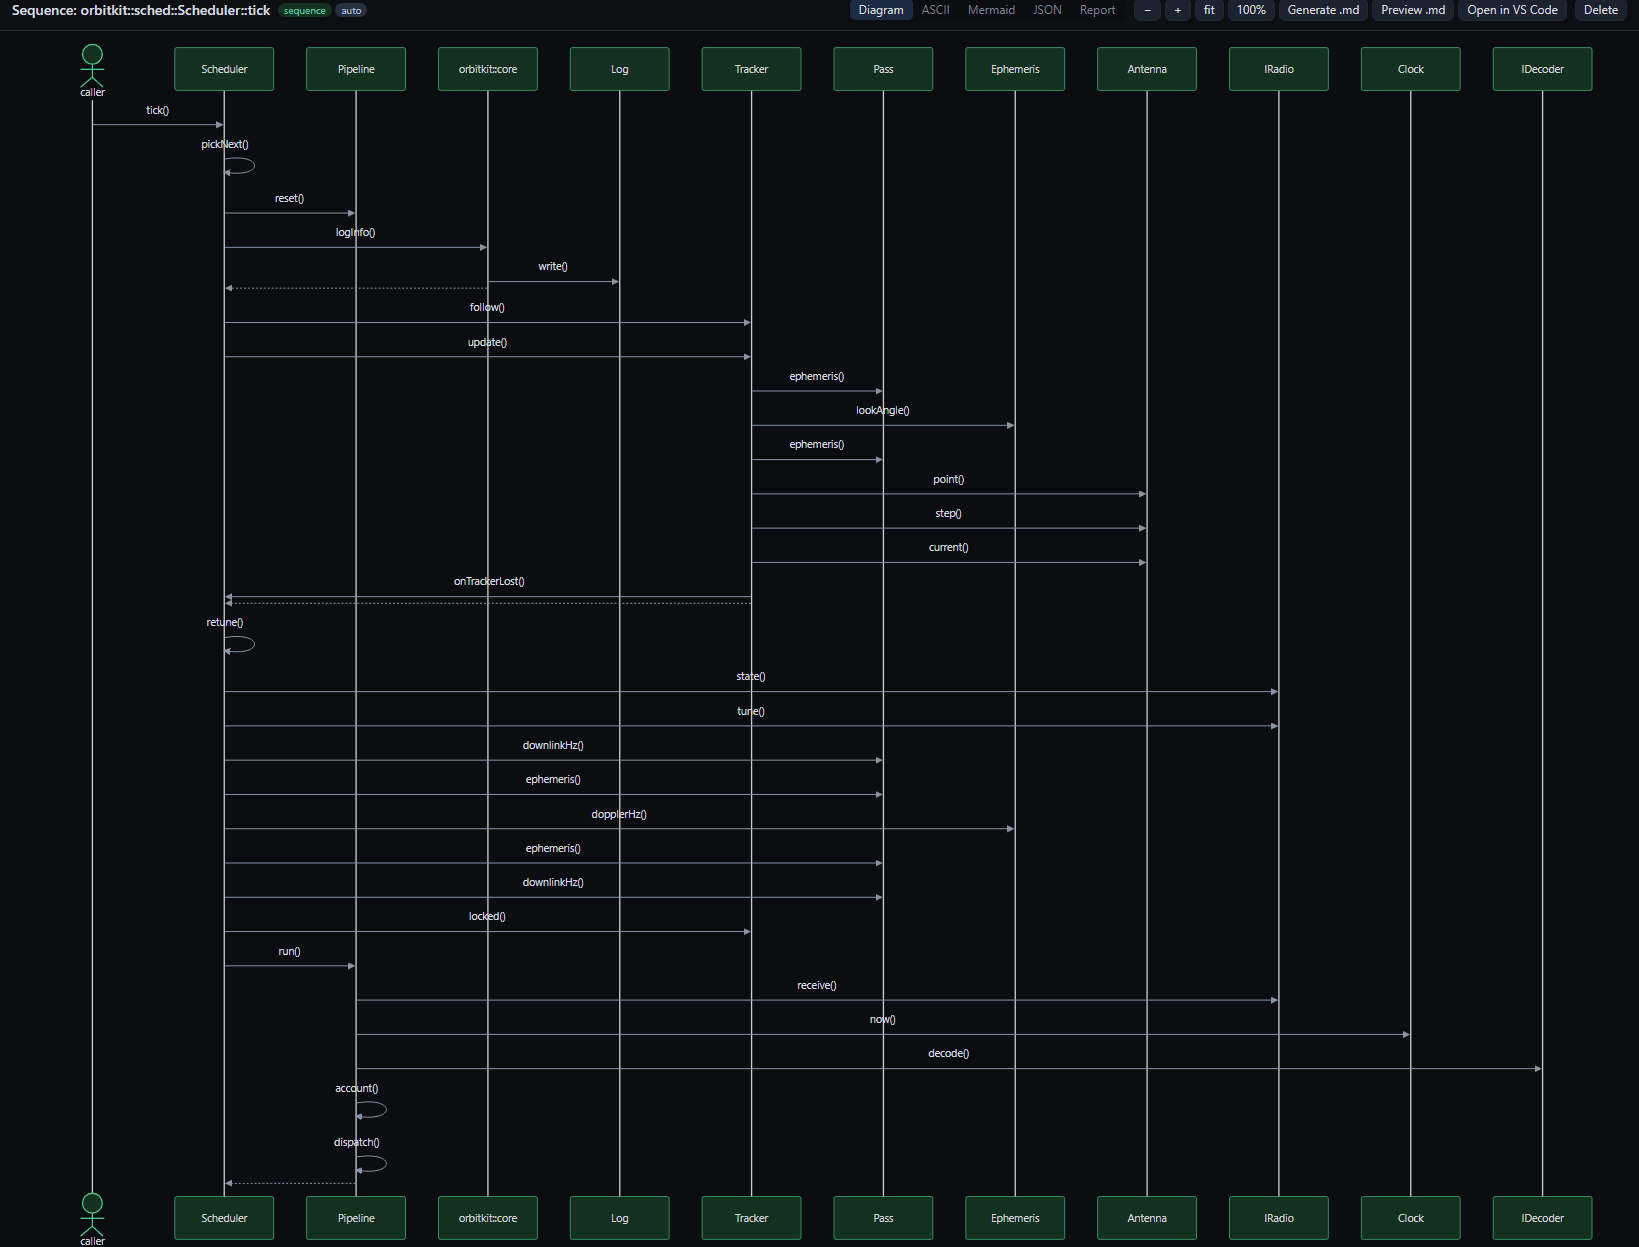 Sequence: orbitkit::sched::Scheduler::tick sequence auto Diagram ASCII Mermaid JSON Report − + fit 100% Generate .md Preview .md Open in VS Code Delete
Scheduler Pipeline orbitkit::core Log Tracker Pass Ephemeris Antenna IRadio Clock IDecoder
caller
tick()
pickNext()
reset()
logInfo()
write()
follow()
update()
ephemeris()
lookAngle()
ephemeris()
point()
step()
current()
onTrackerLost()
retune()
state()
tune()
downlinkHz()
ephemeris()
dopplerHz()
ephemeris()
downlinkHz()
locked()
run()
receive()
now()
decode()
account()
dispatch()
Scheduler Pipeline orbitkit::core Log Tracker Pass Ephemeris Antenna IRadio Clock IDecoder
caller